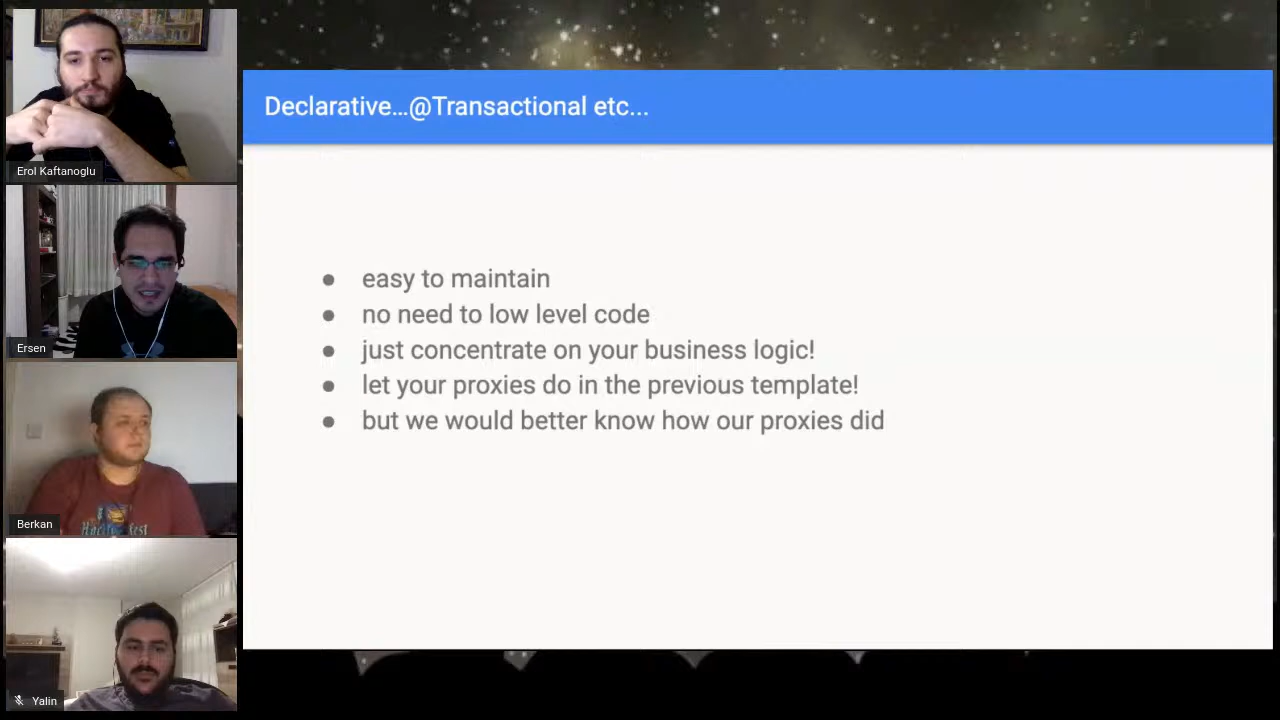 Declarative...@Transactional etc...
easy to maintain
no need to low level code
just concentrate on your business logic!
let your proxies do in the previous template!
but we would better know how our proxies did
Erol Kaftanoglu
Ersen
Berkan
Yalin